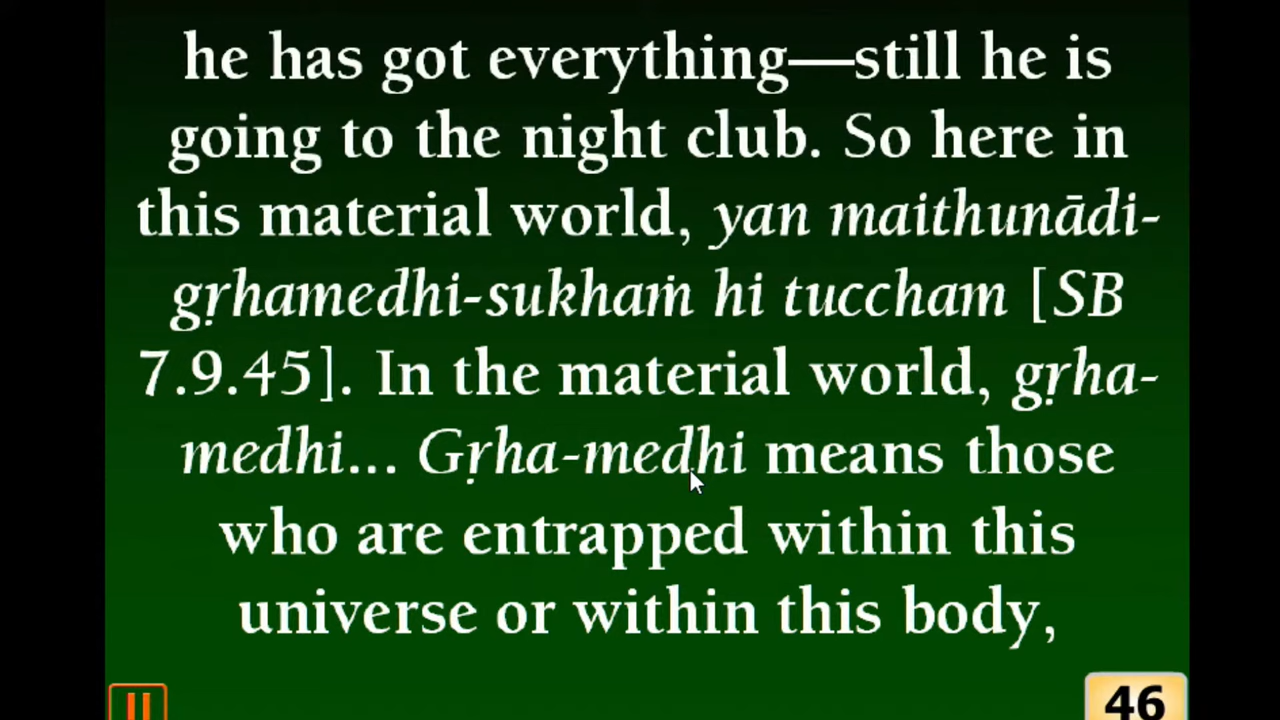 he has got everything—still he is
going to the night club. So here in
this material world, yan maithunādi-
gṛhamedhi-sukhaṁ hi tuccham [SB
7.9.45]. In the material world, gṛha-
medhi... Gṛha-medhi means those
who are entrapped within this
universe or within this body,
46